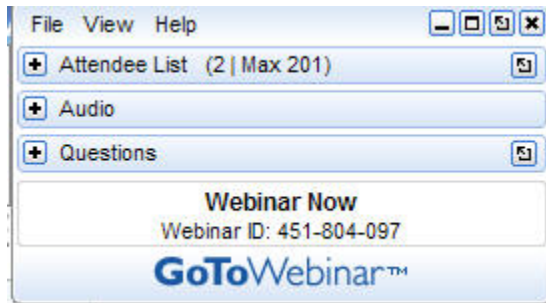 File View Help
Attendee List (2 | Max 201)
Audio
Questions
Webinar Now
Webinar ID: 451-804-097
GoToWebinar™